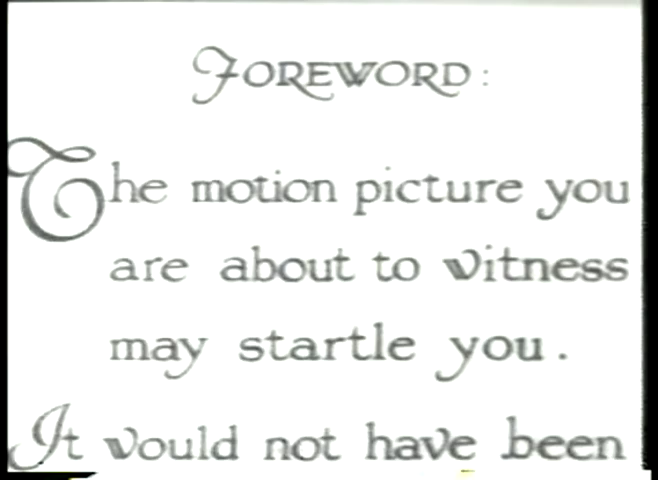 FOREWORD:
The motion picture you
are about to witness
may startle you.
It would not have been